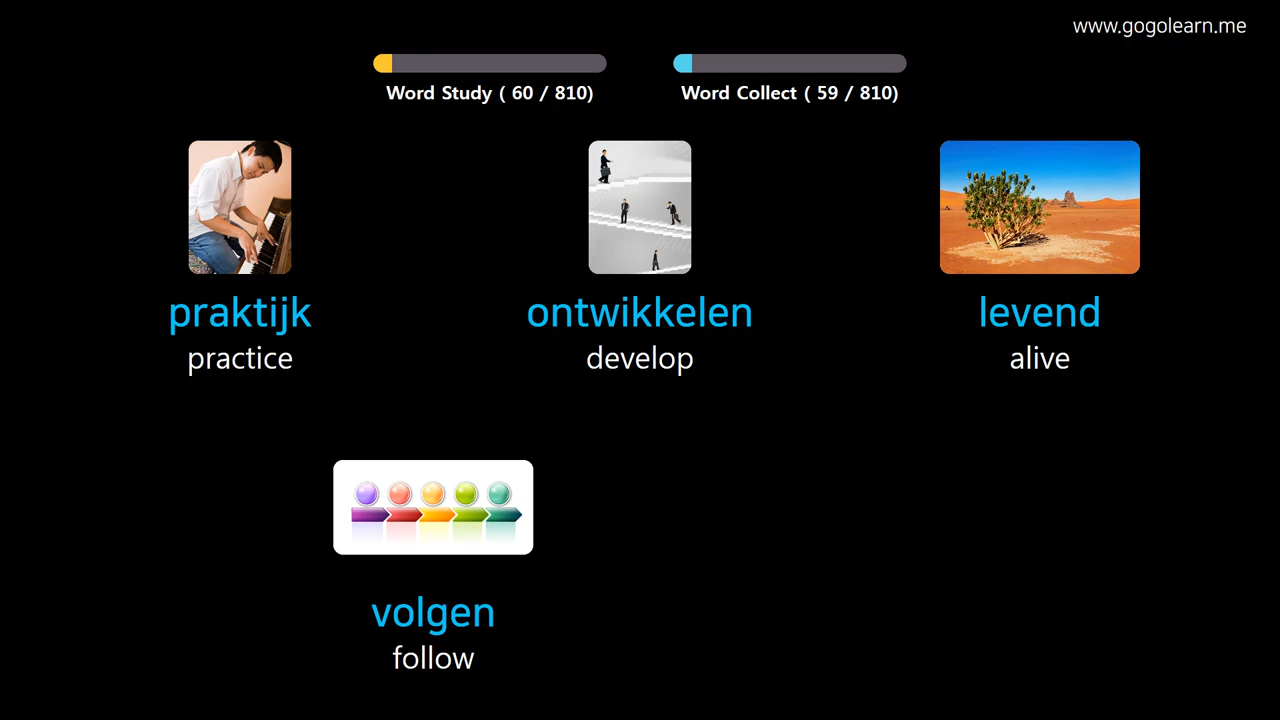 www.gogolearn.me
Word Study ( 60 / 810)
Word Collect ( 59 / 810)
praktijk
practice
ontwikkelen
develop
levend
alive
volgen
follow